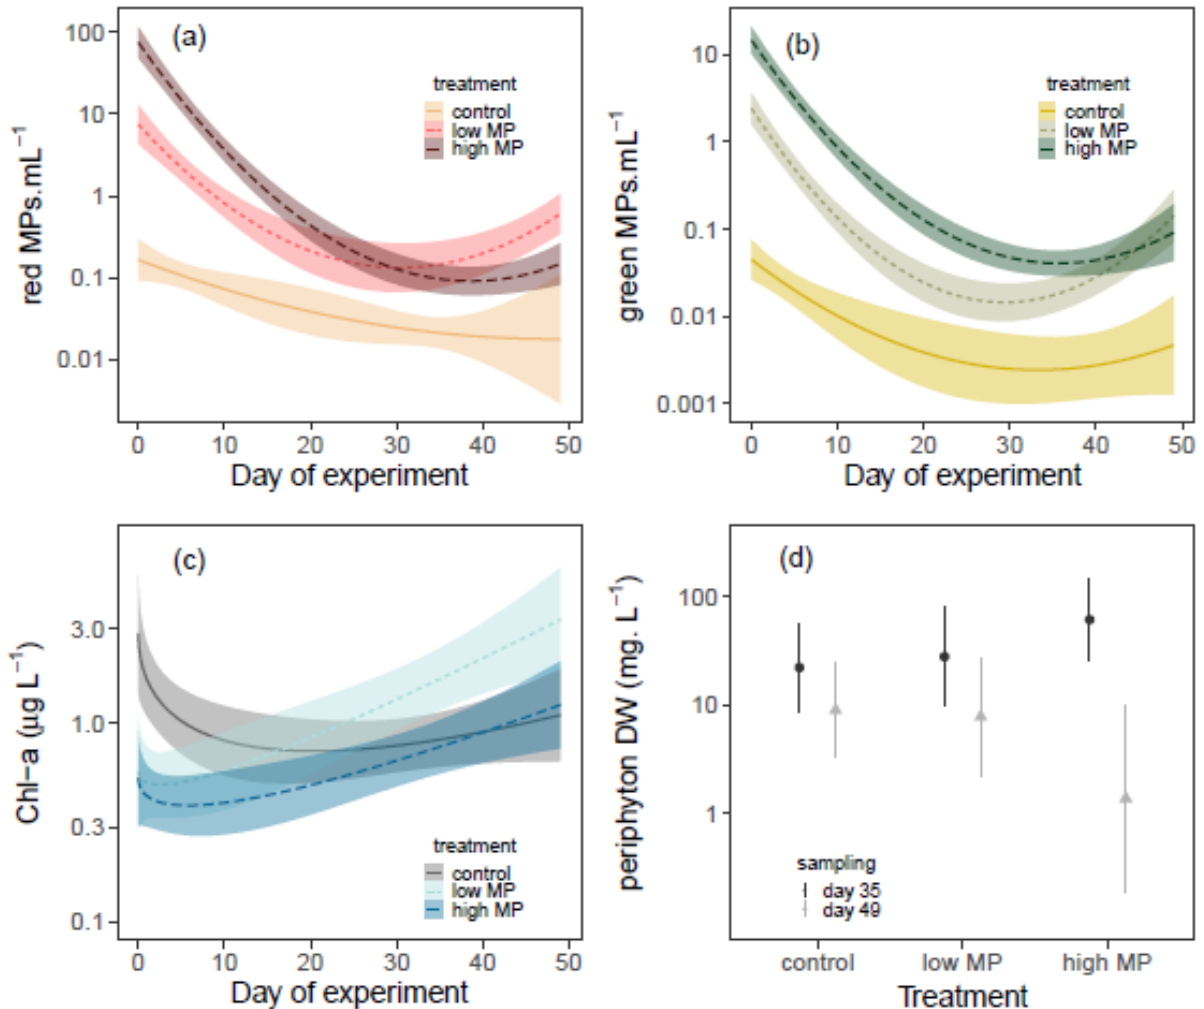 (a)
red MPs.mL−1
100
10
1
0.1
0.01
treatment
control
low MP
high MP
0 10 20 30 40 50
Day of experiment
(b)
green MPs.mL−1
10
1
0.1
0.01
0.001
treatment
control
low MP
high MP
0 10 20 30 40 50
Day of experiment
(c)
Chl−a (µg L−1)
3.0
1.0
0.3
0.1
treatment
control
low MP
high MP
0 10 20 30 40 50
Day of experiment
(d)
periphyton DW (mg. L−1)
100
10
1
sampling
day 35
day 49
control low MP high MP
Treatment